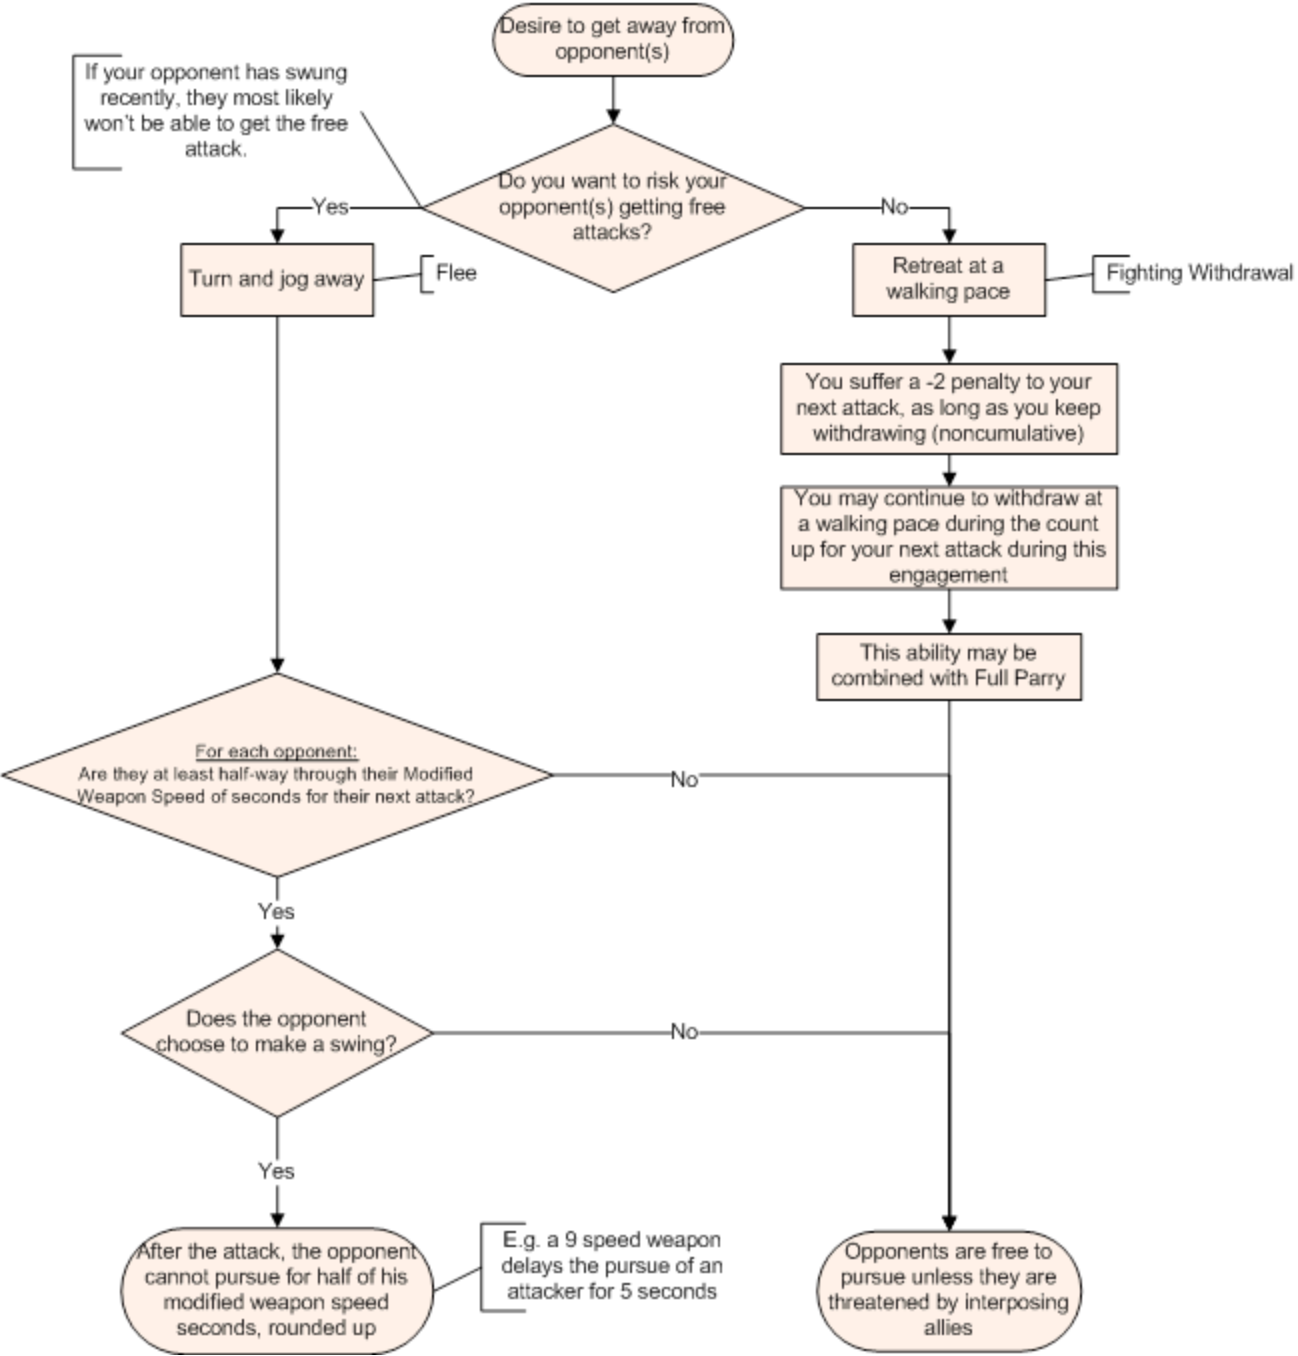 Desire to get away from
opponent(s)
If your opponent has swung
recently, they most likely
won't be able to get the free
attack.
Do you want to risk your
opponent(s) getting free
attacks?
Yes
No
Turn and jog away
Flee
Retreat at a
walking pace
Fighting Withdrawal
You suffer a -2 penalty to your
next attack, as long as you keep
withdrawing (noncumulative)
You may continue to withdraw at
a walking pace during the count
up for your next attack during this
engagement
This ability may be
combined with Full Parry
For each opponent:
Are they at least half-way through their Modified
Weapon Speed of seconds for their next attack?
No
Yes
Does the opponent
choose to make a swing?
No
Yes
After the attack, the opponent
cannot pursue for half of his
modified weapon speed
seconds, rounded up
E.g. a 9 speed weapon
delays the pursue of an
attacker for 5 seconds
Opponents are free to
pursue unless they are
threatened by interposing
allies